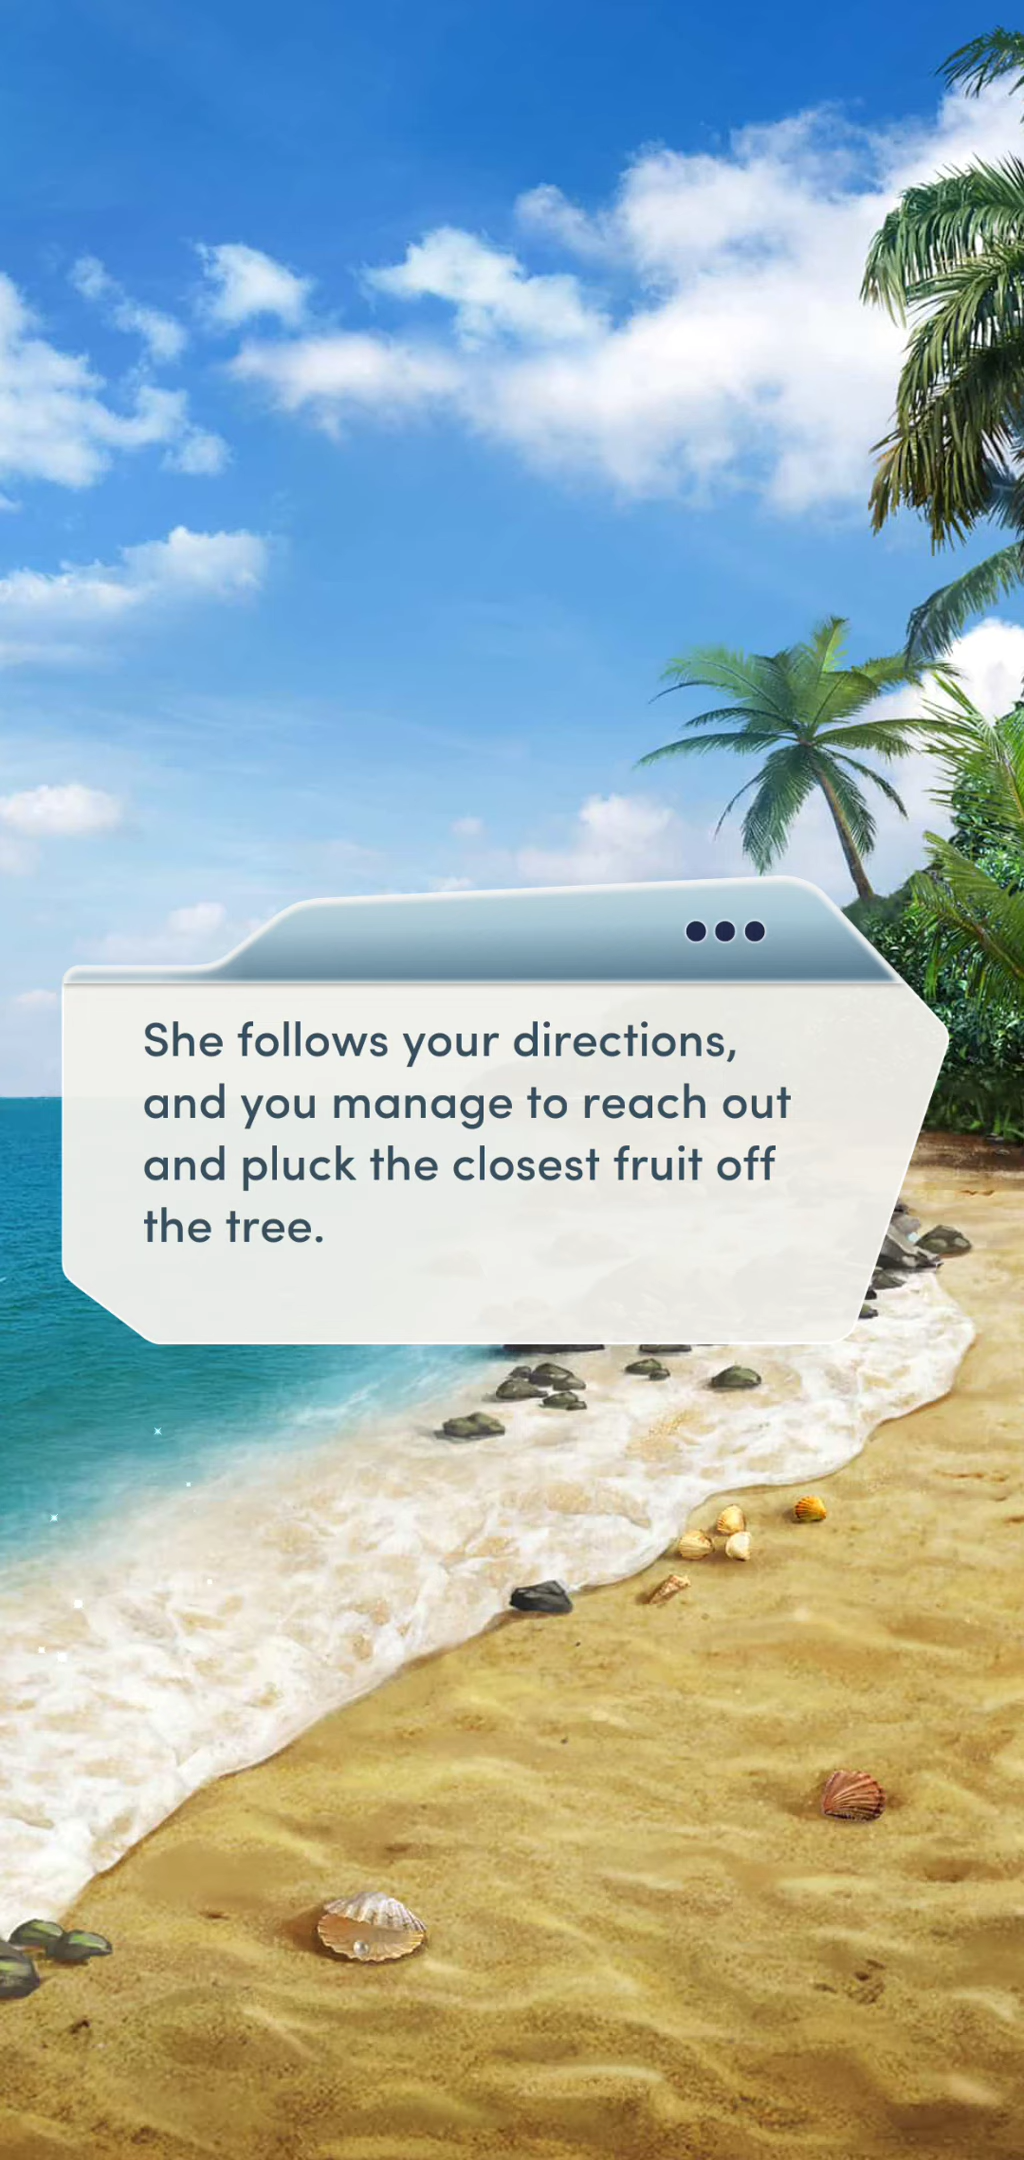 She follows your directions,
and you manage to reach out
and pluck the closest fruit off
the tree.